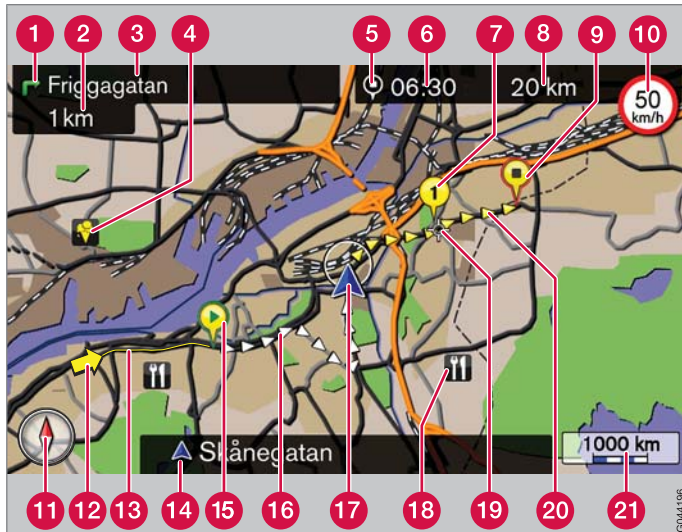 1 2 3 4 5 6 7 8 9 10
Friggagatan
1 km
06:30 20 km
50
km/h
1
Skånegatan
1000 km
11 12 13 14 15 16 17 18 19 20 21
G044196